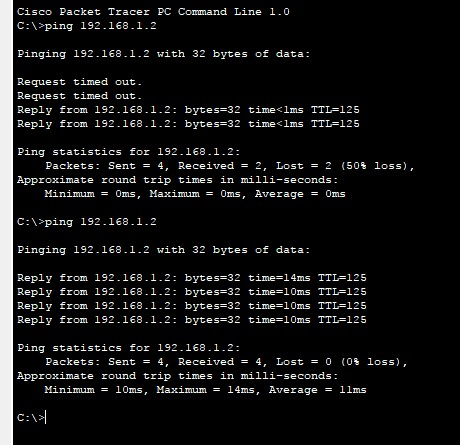 Cisco Packet Tracer PC Command Line 1.0
C:\>ping 192.168.1.2
Pinging 192.168.1.2 with 32 bytes of data:
Request timed out.
Request timed out.
Reply from 192.168.1.2: bytes=32 time<1ms TTL=125
Reply from 192.168.1.2: bytes=32 time<1ms TTL=125
Ping statistics for 192.168.1.2:
Packets: Sent = 4, Received = 2, Lost = 2 (50% loss),
Approximate round trip times in milli-seconds:
Minimum = 0ms, Maximum = 0ms, Average = 0ms
C:\>ping 192.168.1.2
Pinging 192.168.1.2 with 32 bytes of data:
Reply from 192.168.1.2: bytes=32 time=14ms TTL=125
Reply from 192.168.1.2: bytes=32 time=10ms TTL=125
Reply from 192.168.1.2: bytes=32 time=10ms TTL=125
Reply from 192.168.1.2: bytes=32 time=10ms TTL=125
Ping statistics for 192.168.1.2:
Packets: Sent = 4, Received = 4, Lost = 0 (0% loss),
Approximate round trip times in milli-seconds:
Minimum = 10ms, Maximum = 14ms, Average = 11ms
C:\>